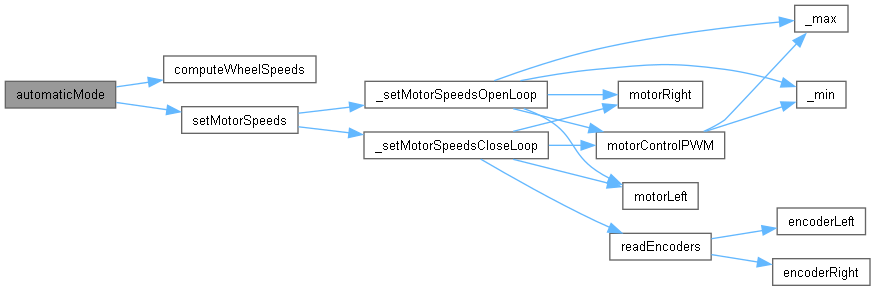 automaticMode
computeWheelSpeeds
setMotorSpeeds
_setMotorSpeedsOpenLoop
_setMotorSpeedsCloseLoop
_max
_min
motorRight
motorControlPWM
motorLeft
readEncoders
encoderLeft
encoderRight